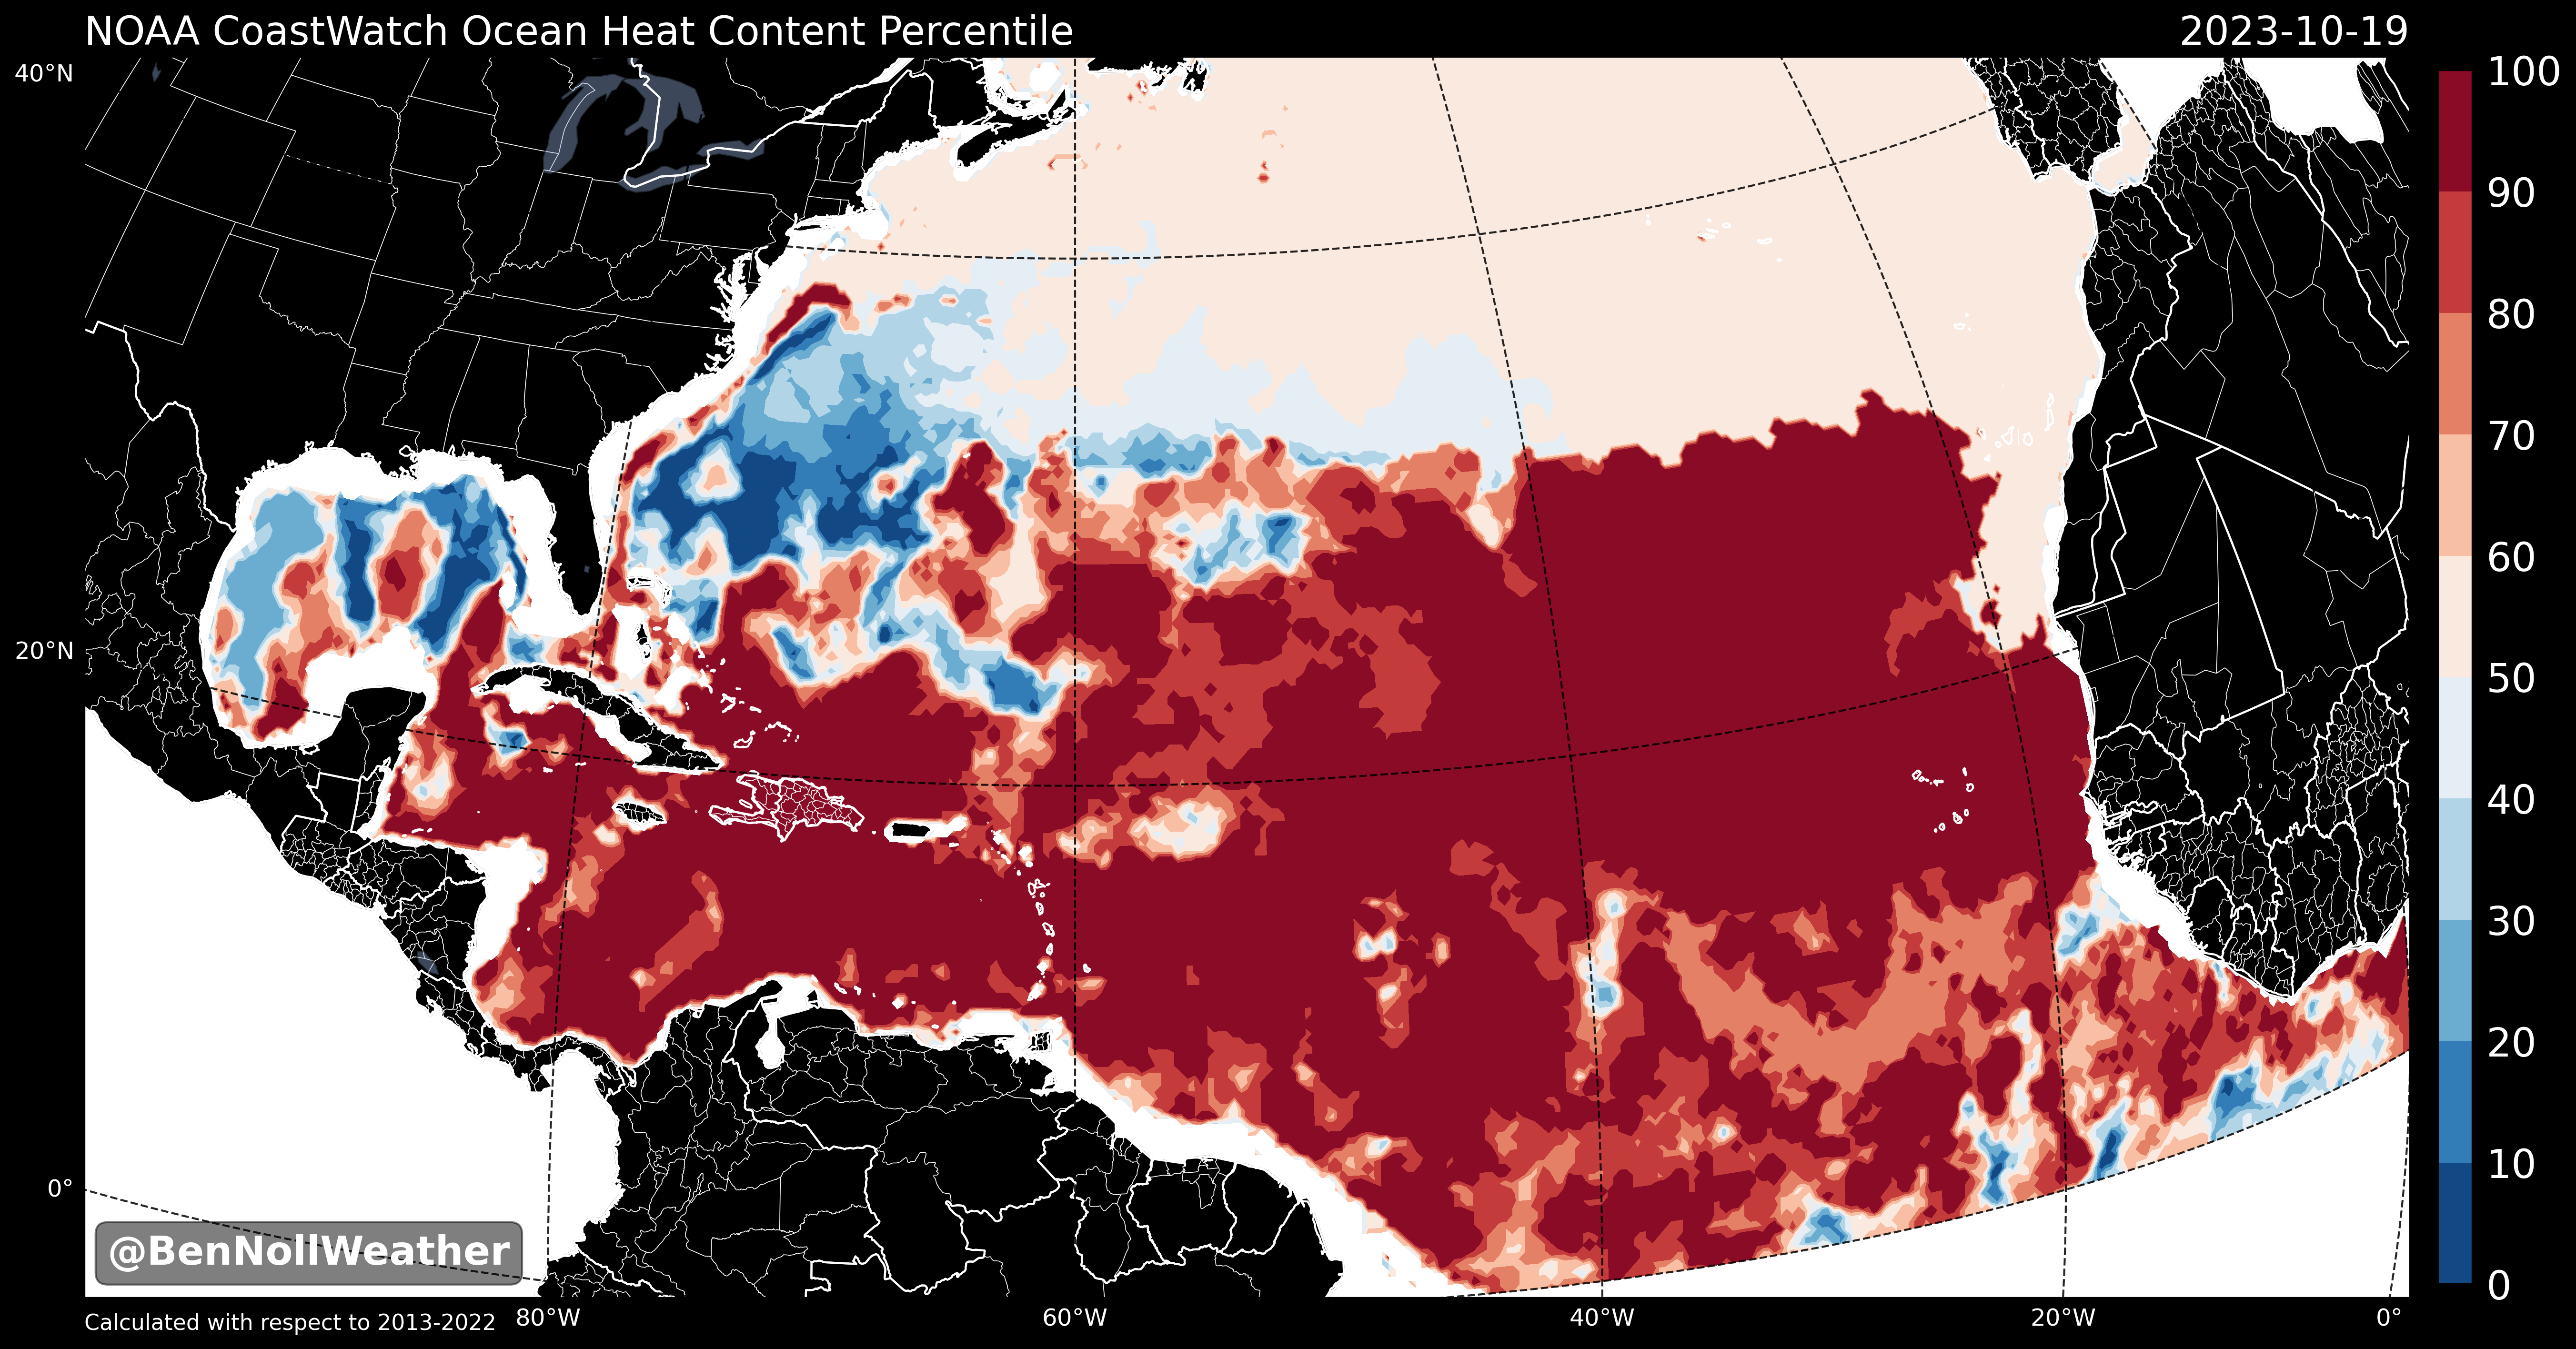 NOAA CoastWatch Ocean Heat Content Percentile 2023-10-19
40°N
20°N
0°
100
90
80
70
60
50
40
30
20
10
0
@BenNollWeather
Calculated with respect to 2013-2022
80°W 60°W 40°W 20°W 0°